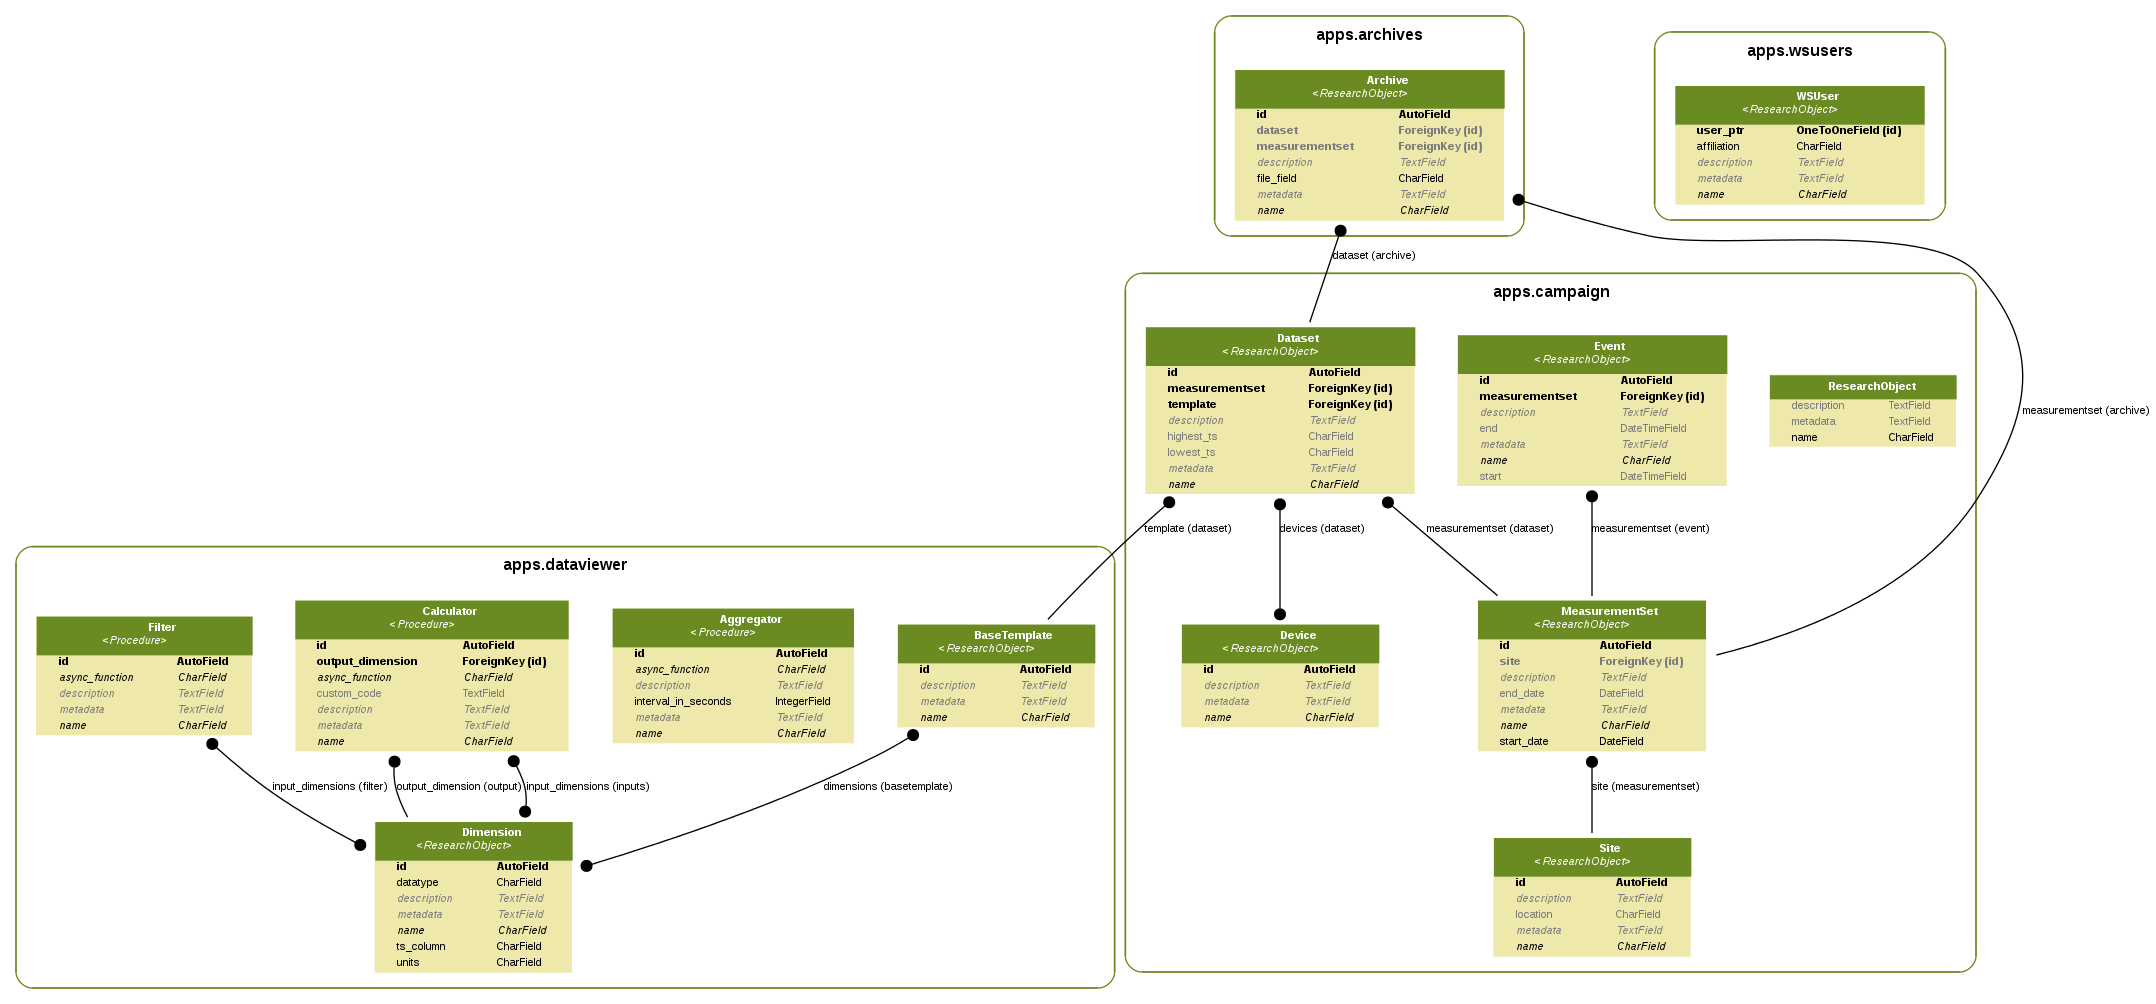 apps.archives
Archive
<ResearchObject>
id AutoField
dataset ForeignKey (id)
measurementset ForeignKey (id)
description TextField
file_field CharField
metadata TextField
name CharField
apps.wsusers
WSUser
<ResearchObject>
user_ptr OneToOneField (id)
affiliation CharField
description TextField
metadata TextField
name CharField
dataset (archive)
measurementset (archive)
apps.campaign
Dataset
<ResearchObject>
id AutoField
measurementset ForeignKey (id)
template ForeignKey (id)
description TextField
highest_ts CharField
lowest_ts CharField
metadata TextField
name CharField
Event
<ResearchObject>
id AutoField
measurementset ForeignKey (id)
description TextField
end DateTimeField
metadata TextField
name CharField
start DateTimeField
ResearchObject
description TextField
metadata TextField
name CharField
template (dataset)
devices (dataset)
measurementset (dataset)
measurementset (event)
Device
<ResearchObject>
id AutoField
description TextField
metadata TextField
name CharField
MeasurementSet
<ResearchObject>
id AutoField
site ForeignKey (id)
description TextField
end_date DateField
metadata TextField
name CharField
start_date DateField
site (measurementset)
Site
<ResearchObject>
id AutoField
description TextField
location CharField
metadata TextField
name CharField
apps.dataviewer
Filter
<Procedure>
id AutoField
async_function CharField
description TextField
metadata TextField
name CharField
Calculator
<Procedure>
id AutoField
output_dimension ForeignKey (id)
async_function CharField
custom_code TextField
description TextField
metadata TextField
name CharField
Aggregator
<Procedure>
id AutoField
async_function CharField
description TextField
interval_in_seconds IntegerField
metadata TextField
name CharField
BaseTemplate
<ResearchObject>
id AutoField
description TextField
metadata TextField
name CharField
input_dimensions (filter)
output_dimension (output)
input_dimensions (inputs)
dimensions (basetemplate)
Dimension
<ResearchObject>
id AutoField
datatype CharField
description TextField
metadata TextField
name CharField
ts_column CharField
units CharField